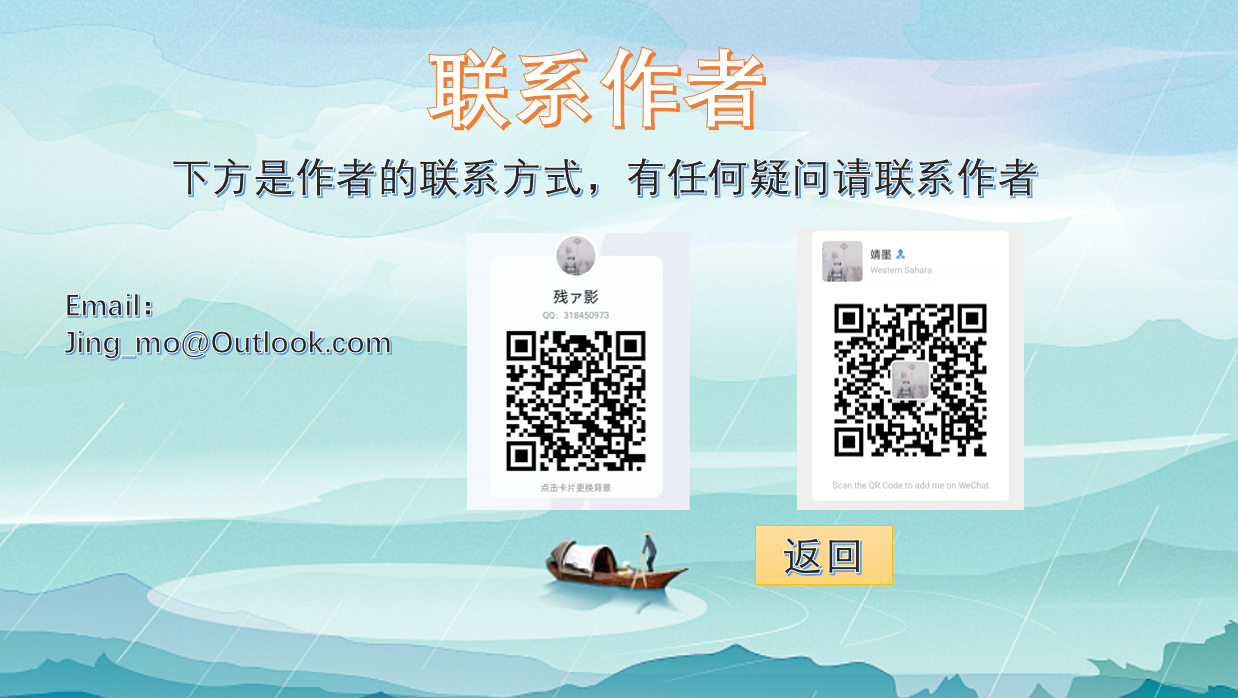 联系作者
下方是作者的联系方式，有任何疑问请联系作者
Email：
Jing_mo@Outlook.com
残ァ影
QQ：318450973
点击卡片更换背景
靖墨
Western Sahara
Scan the QR Code to add me on WeChat
返回